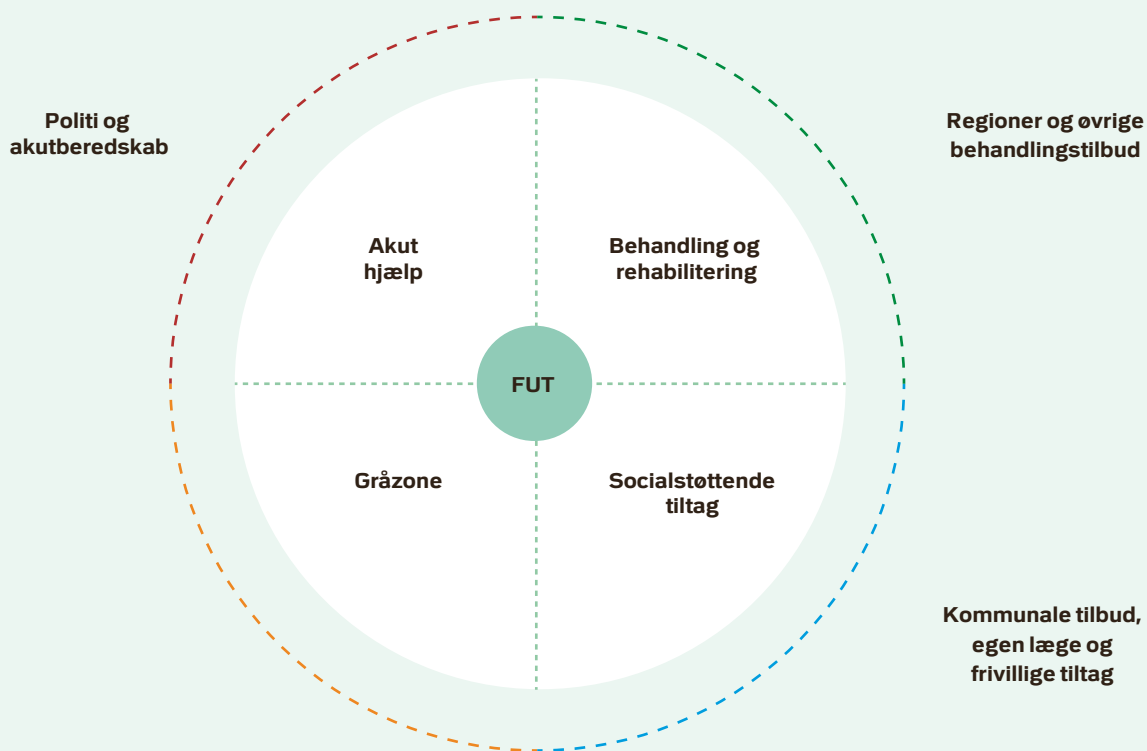 Politi og
akutberedskab
Regioner og øvrige
behandlingstilbud
Akut
hjælp
Behandling og
rehabilitering
FUT
Gråzone
Socialstøttende
tiltag
Kommunale tilbud,
egen læge og
frivillige tiltag